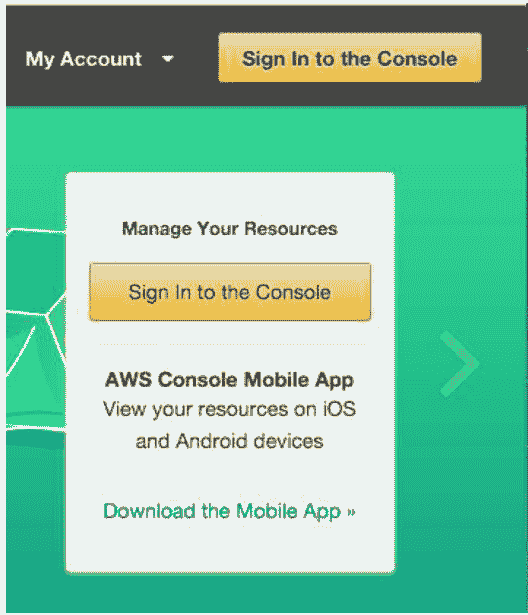 My Account
Sign In to the Console
Manage Your Resources
Sign In to the Console
AWS Console Mobile App
View your resources on iOS
and Android devices
Download the Mobile App »